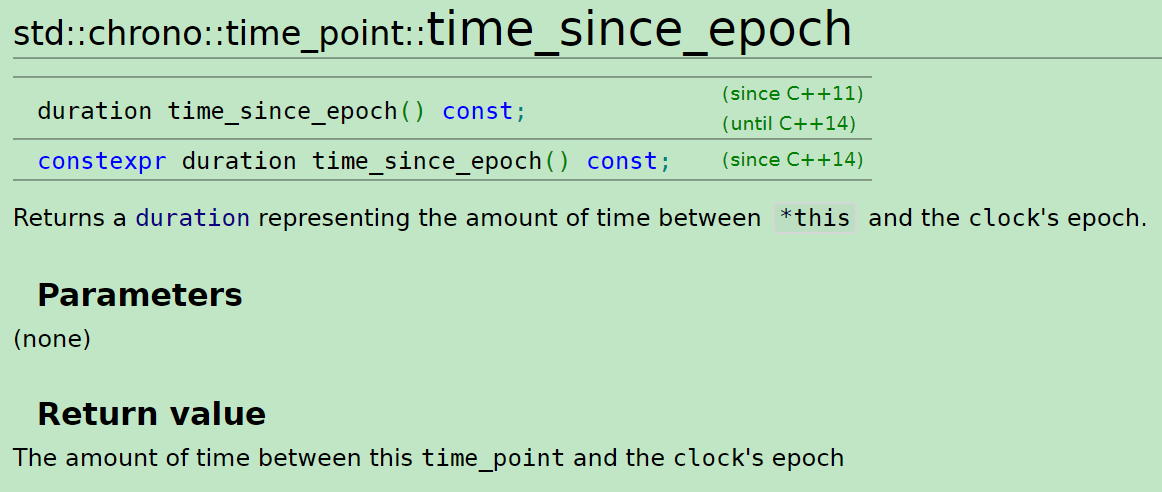 std::chrono::time_point::time_since_epoch
duration time_since_epoch() const; (since C++11)
(until C++14)
constexpr duration time_since_epoch() const; (since C++14)
Returns a duration representing the amount of time between *this and the clock's epoch.
Parameters
(none)
Return value
The amount of time between this time_point and the clock's epoch